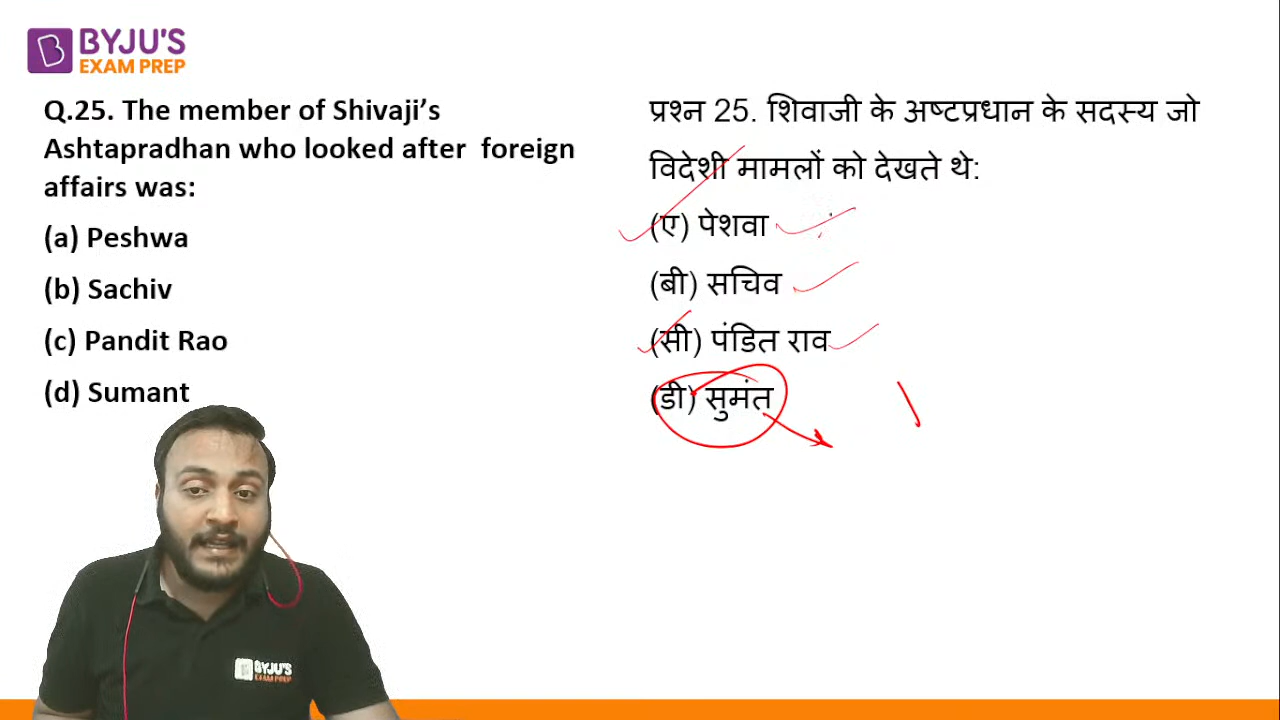 BYJU'S
EXAM PREP
Q.25. The member of Shivaji’s
Ashtapradhan who looked after foreign
affairs was:
(a) Peshwa
(b) Sachiv
(c) Pandit Rao
(d) Sumant
प्रश्न 25. शिवाजी के अष्टप्रधान के सदस्य जो
विदेशी मामलों को देखते थे:
(ए) पेशवा
(बी) सचिव
(सी) पंडित राव
(डी) सुमंत
BYJU'S
EXAM PREP